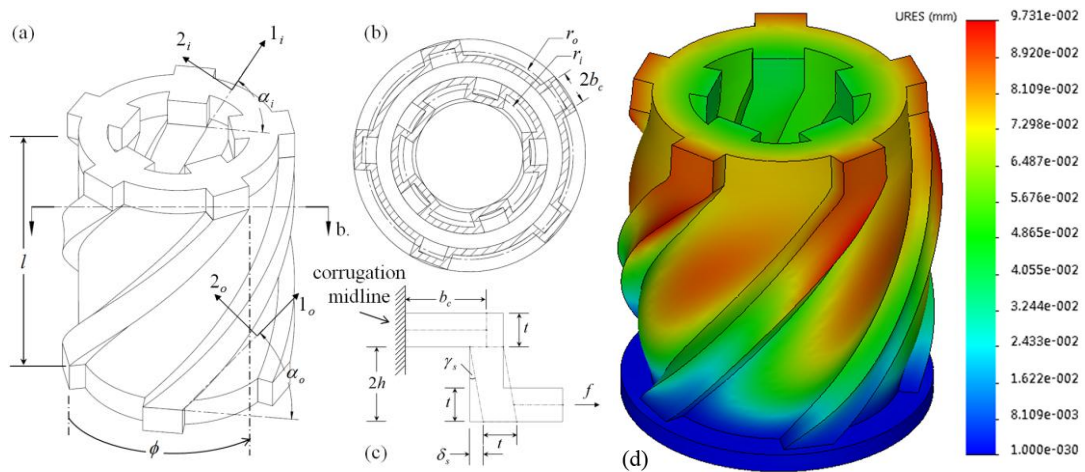 (a)
2i
1i
αi
l
b.
2o
1o
αo
ϕ
(b)
ro
ri
2bc
corrugation
midline
bc
t
2h
γs
t
f
t
δs
(c)
(d)
URES (mm)
9.731e-002
8.920e-002
8.109e-002
7.298e-002
6.487e-002
5.676e-002
4.865e-002
4.055e-002
3.244e-002
2.433e-002
1.622e-002
8.109e-003
1.000e-030